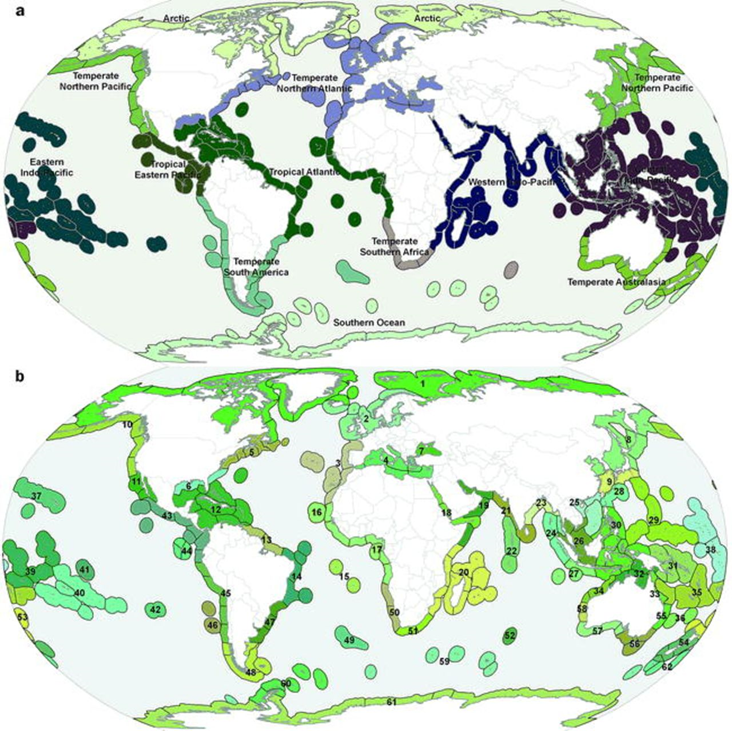 a
Arctic
Arctic
Temperate
Northern Pacific
Temperate
Northern Atlantic
Temperate
Northern Pacific
Eastern
Indo-Pacific
Tropical
Eastern Pacific
Tropical Atlantic
Western Indo-Pacific
Temperate
South America
Temperate
Southern Africa
Temperate Australasia
Southern Ocean
b
1
10
2
5
3
4
7
8
11
6
12
9
28
25
37
43
16
18
19
21
23
13
17
22
24
26
30
29
44
38
39
41
40
14
15
20
27
32
31
42
45
34
33
35
53
46
47
50
51
58
55
36
49
52
57
56
54
48
59
62
60
61